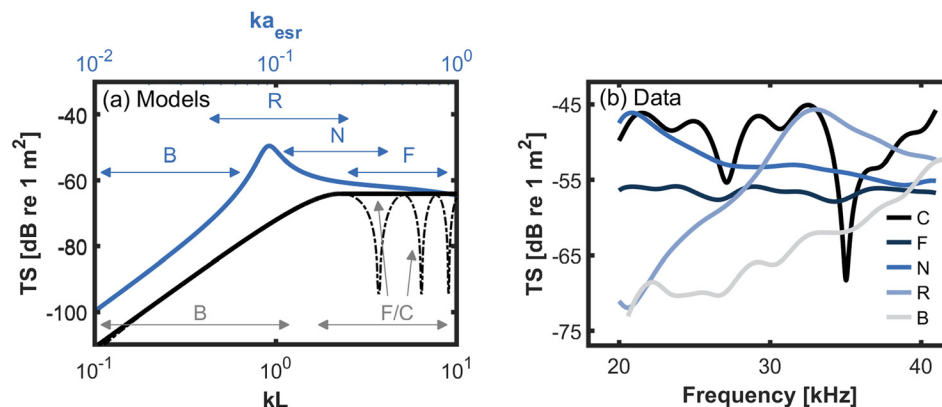 ka_esr
10^-2 10^-1 10^0
(a) Models
R
N
B
F
B
F/C
-40
-60
-80
-100
TS [dB re 1 m^2]
10^-1 10^0 10^1
kL
(b) Data
-45
-55
-65
-75
TS [dB re 1 m^2]
C
F
N
R
B
20 30 40
Frequency [kHz]